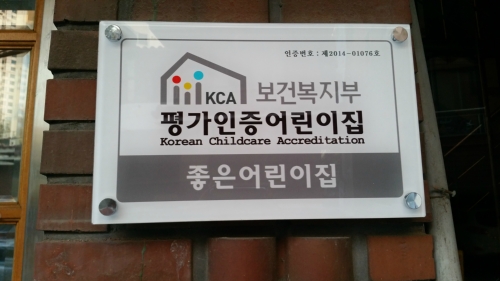 인증번호 : 제2014-01076호
KCA 보건복지부
평가인증어린이집
Korean Childcare Accreditation
좋은어린이집